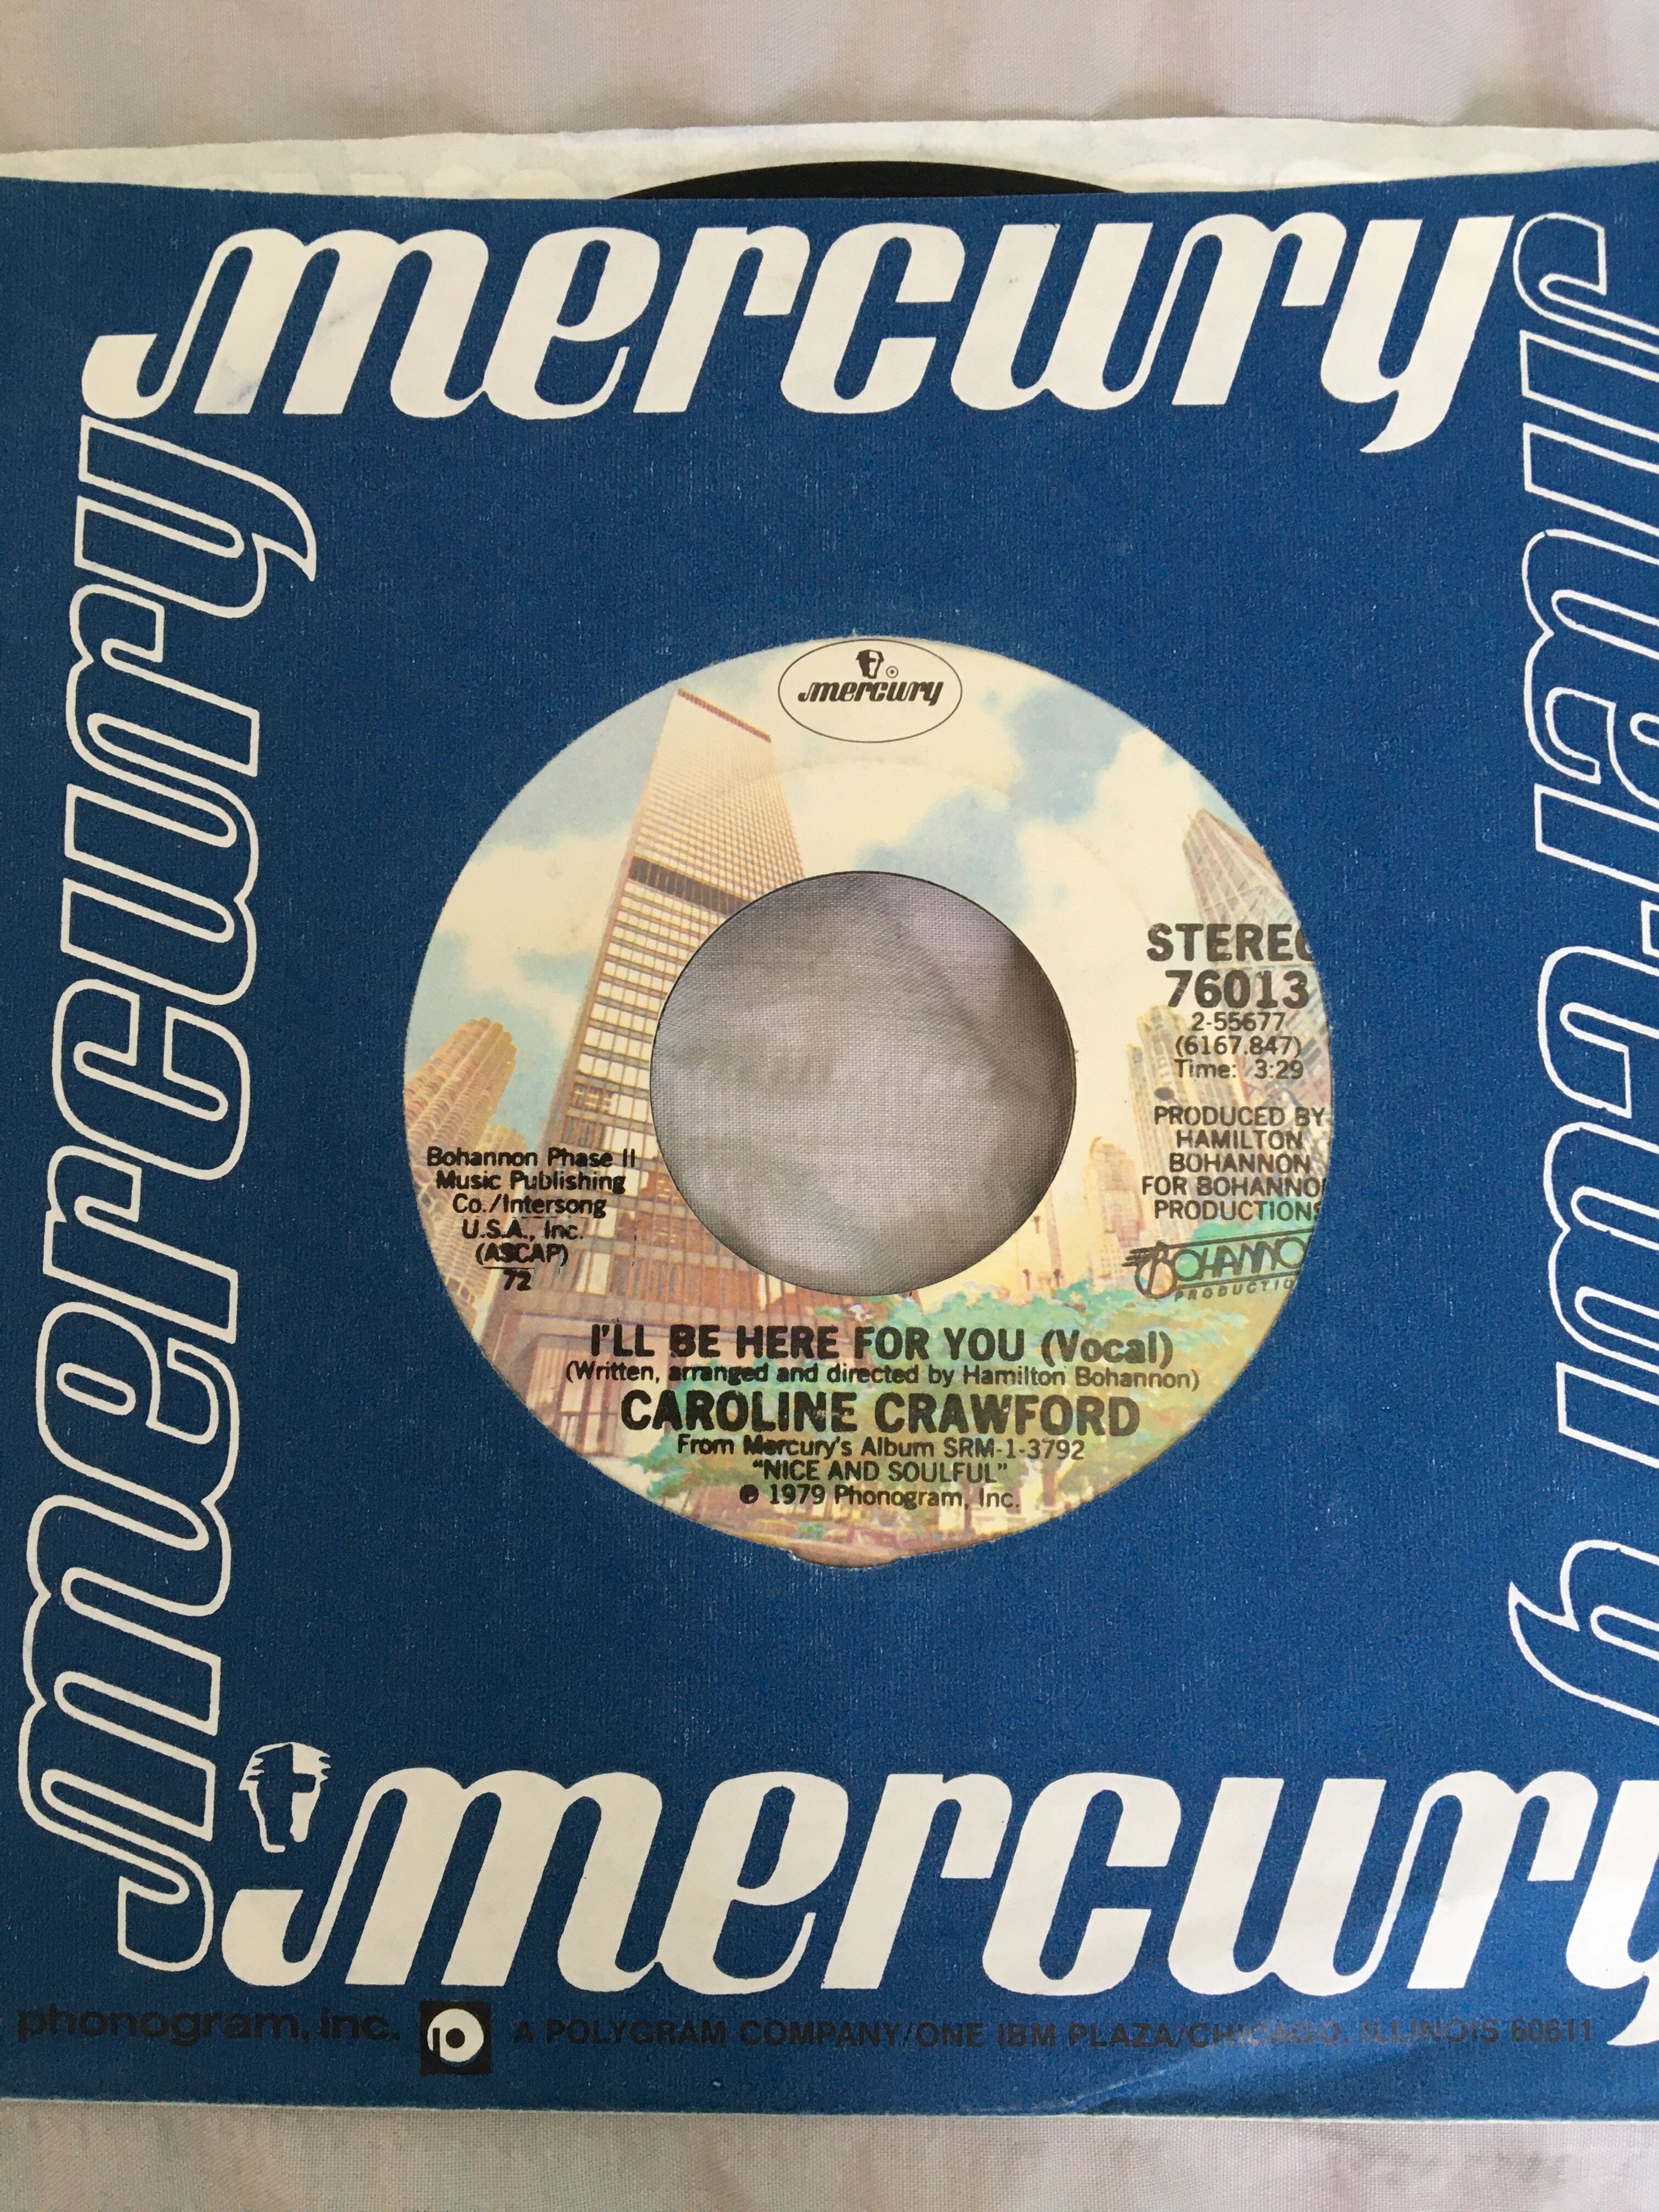 mercury
mercury
mercury
mercury
STEREO
76013
2-55677
(6167.847)
Time: 3:29
PRODUCED BY
HAMILTON
BOHANNON
FOR BOHANNON
PRODUCTIONS
BOHANNON
PRODUCTIO
Bohannon Phase II
Music Publishing
Co./Intersong
U.S.A., Inc.
(ASCAP)
72
I'LL BE HERE FOR YOU (Vocal)
(Written, arranged and directed by Hamilton Bohannon)
CAROLINE CRAWFORD
From Mercury's Album SRM-1-3792
"NICE AND SOULFUL"
℗ 1979 Phonogram, Inc.
mercury
phonogram, inc. A POLYGRAM COMPANY/ONE IBM PLAZA/CHICAGO, ILLINOIS 60611